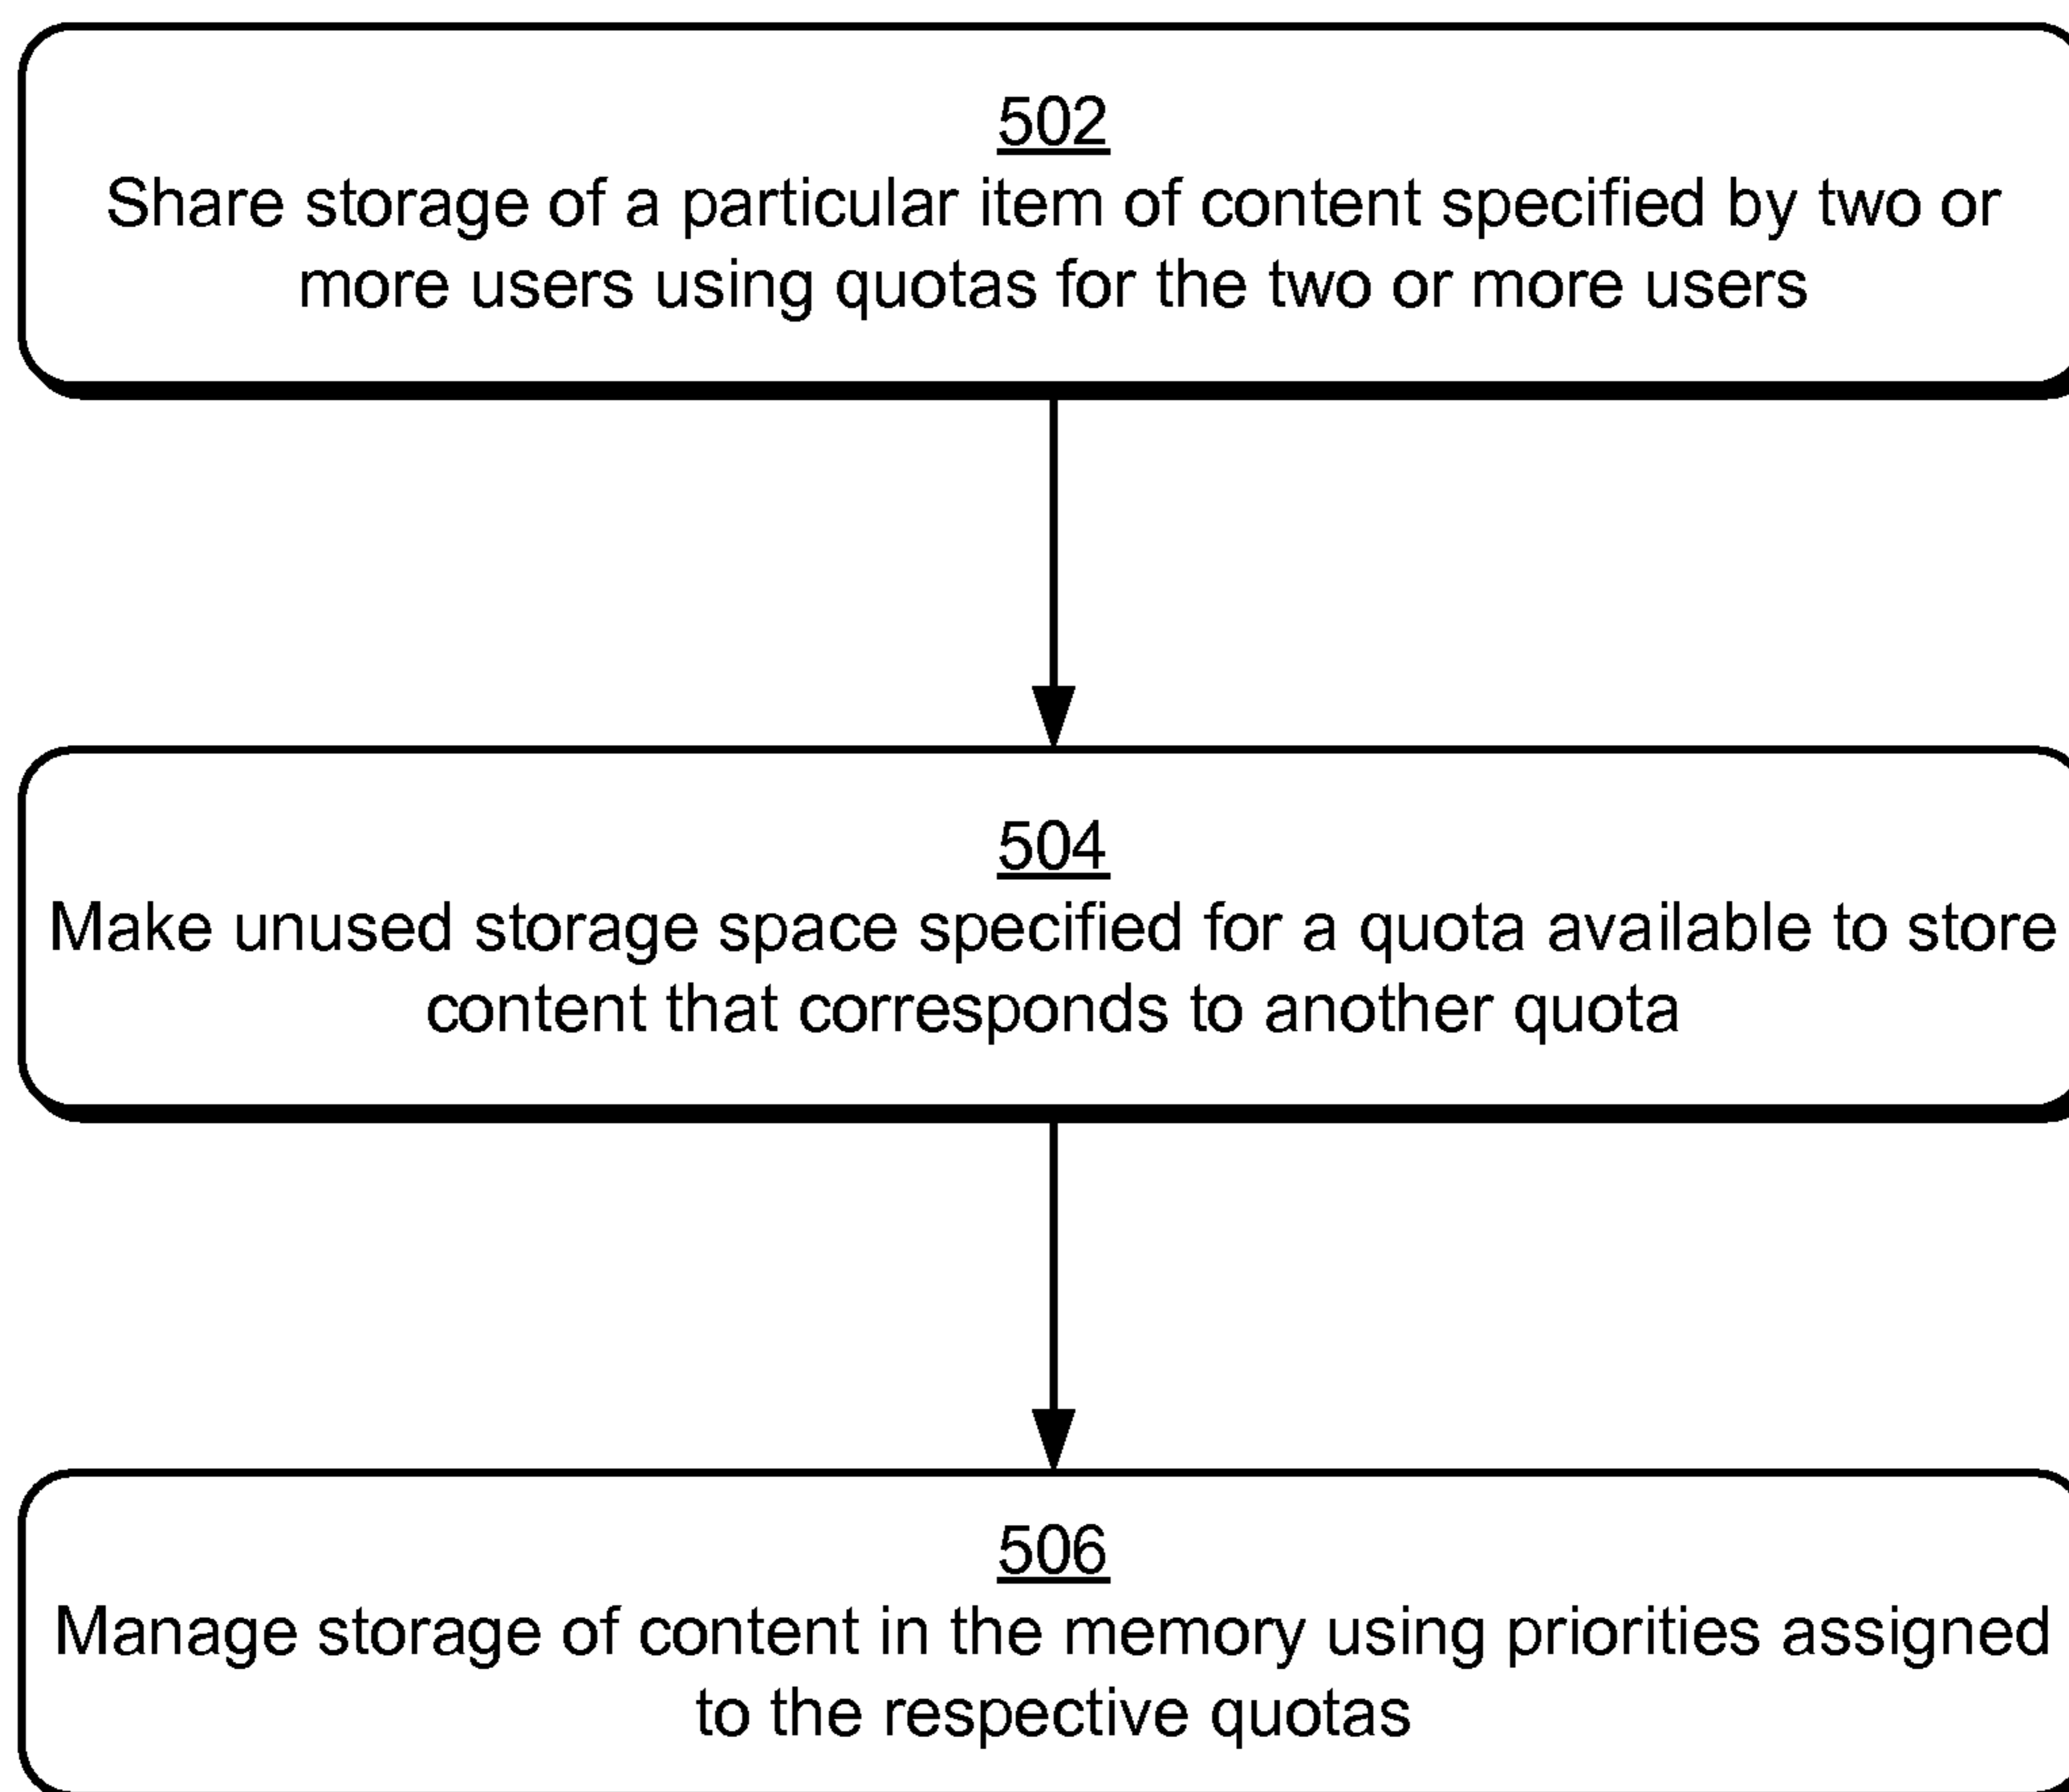 502
Share storage of a particular item of content specified by two or
more users using quotas for the two or more users
504
Make unused storage space specified for a quota available to store
content that corresponds to another quota
506
Manage storage of content in the memory using priorities assigned
to the respective quotas